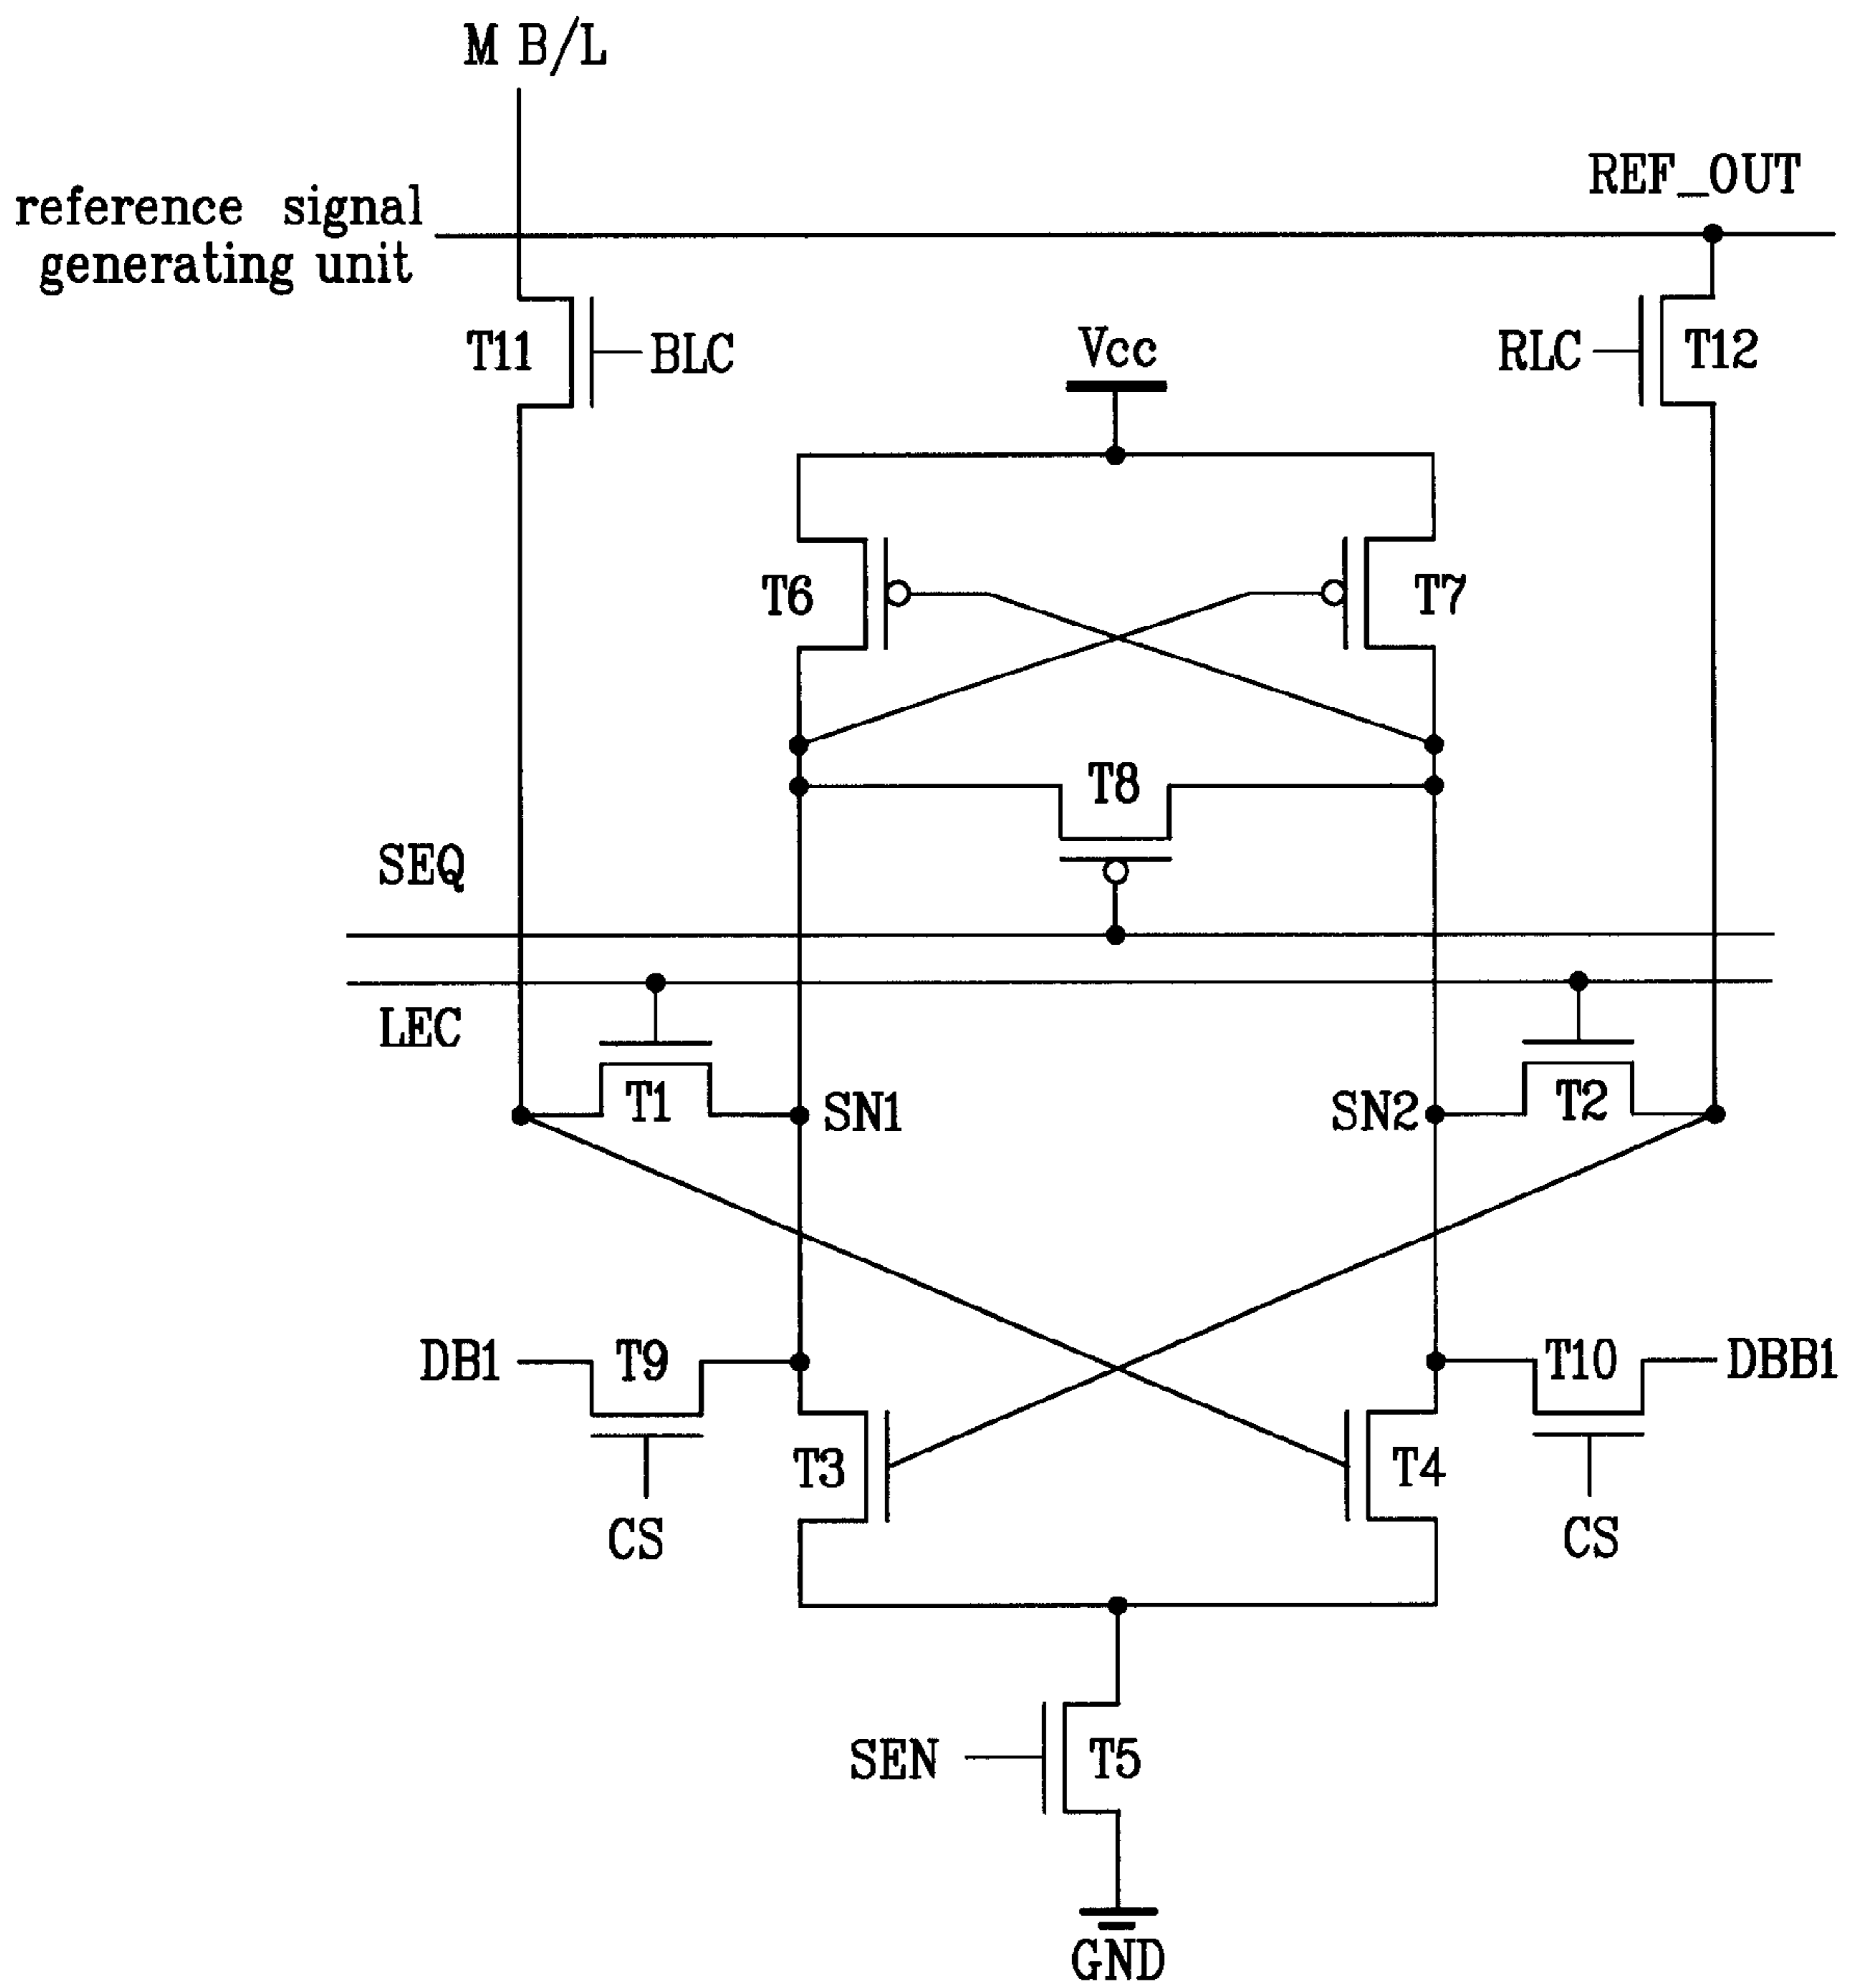 M B/L
REF_OUT
reference signal
generating unit
T11
BLC
Vcc
RLC
T12
T6
T7
T8
SEQ
LEC
T1
SN1
SN2
T2
DB1
T9
T10
DBB1
T3
T4
CS
CS
SEN
T5
GND